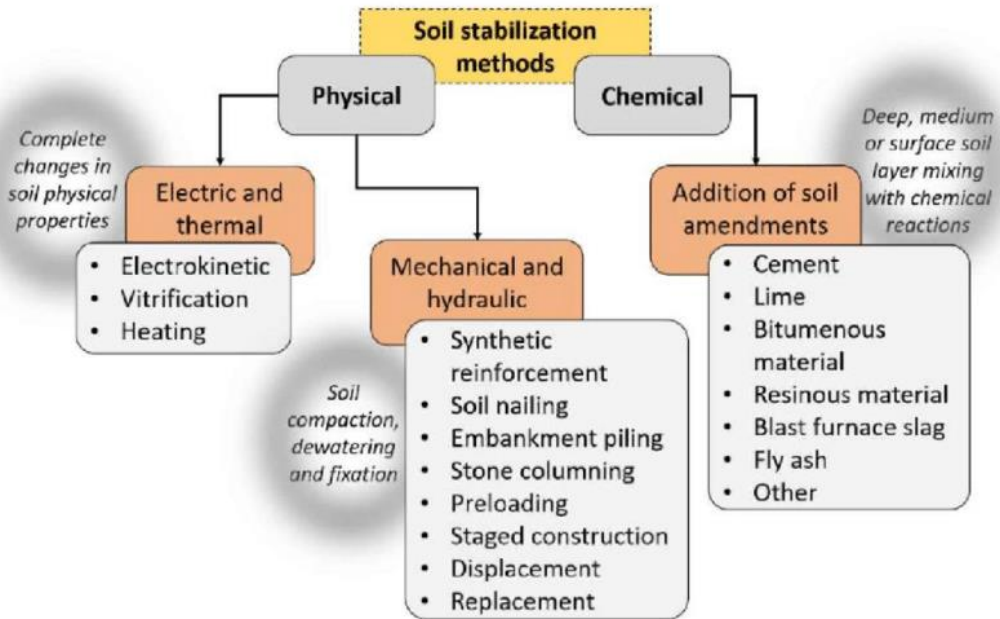 Soil stabilization
methods
Physical
Chemical
Complete
changes in
soil physical
properties
Electric and
thermal
• Electrokinetic
• Vitrification
• Heating
Mechanical and
hydraulic
Soil
compaction,
dewatering
and fixation
• Synthetic
reinforcement
• Soil nailing
• Embankment piling
• Stone columning
• Preloading
• Staged construction
• Displacement
• Replacement
Deep, medium
or surface soil
layer mixing
with chemical
reactions
Addition of soil
amendments
• Cement
• Lime
• Bitumenous
material
• Resinous material
• Blast furnace slag
• Fly ash
• Other